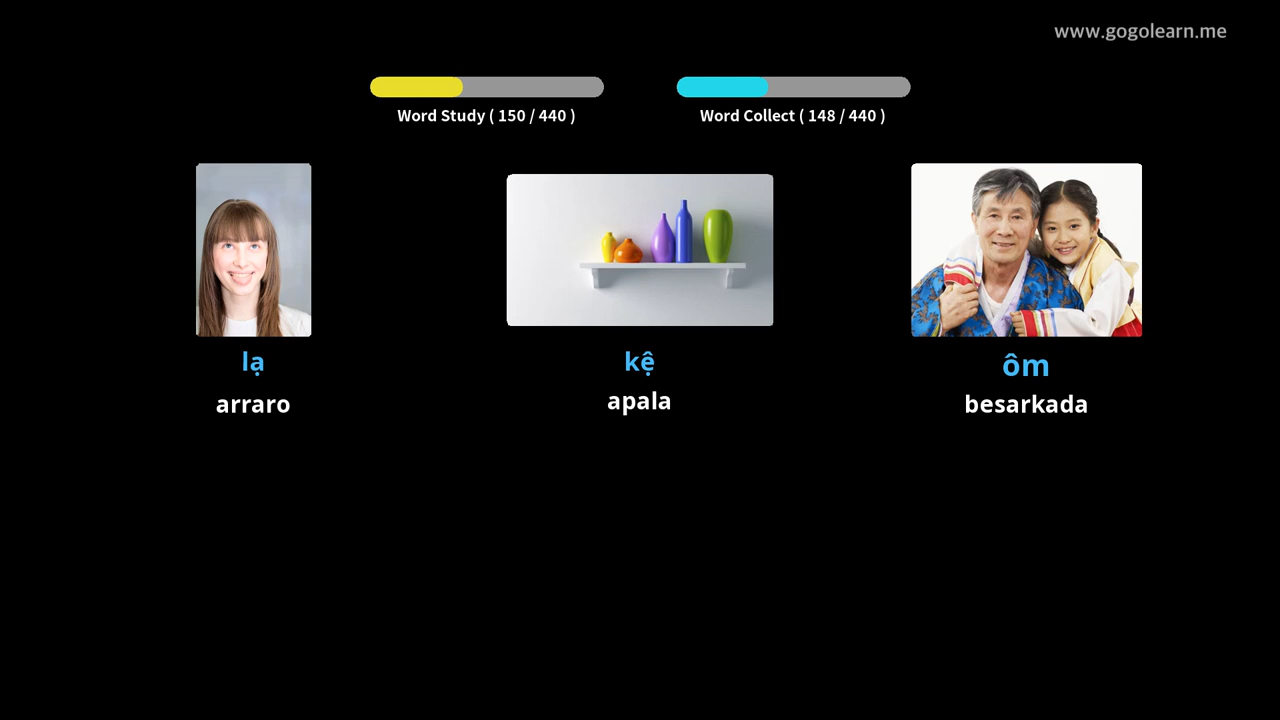 www.gogolearn.me
Word Study ( 150 / 440 )
Word Collect ( 148 / 440 )
lạ
arraro
kệ
apala
ôm
besarkada